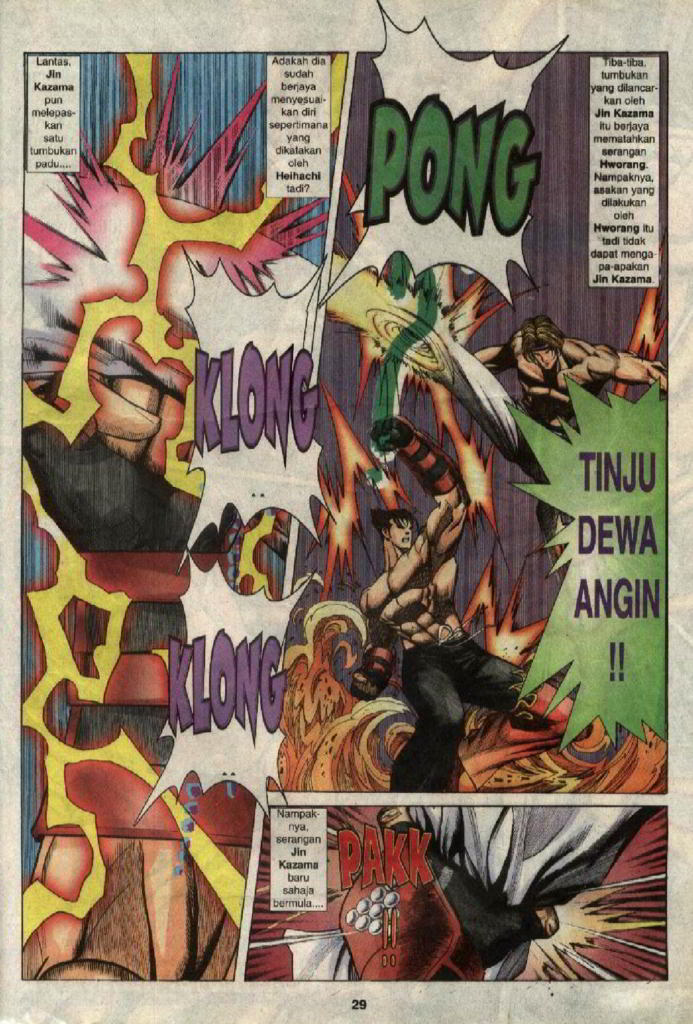 Lantas,
Jin
Kazama
pun
melepas-
kan
satu
tumbukan
padu....
Adakah dia
sudah
berjaya
menyesuai-
kan diri
sepertimana
yang
dikatakan
oleh
Heihachi
tadi?
KLONG
KLONG
PONG
Tiba-tiba,
tumbukan
yang dilancar-
kan oleh
Jin Kazama
itu berjaya
mematahkan
serangan
Hworang.
Nampaknya,
asakan yang
dilakukan
oleh
Hworang itu
tadi tidak
dapat menga-
pa-apakan
Jin Kazama.
TINJU
DEWA
ANGIN
!!
Nampak-
nya,
serangan
Jin
Kazama
baru
sahaja
bermula....
PAKK
!!
29